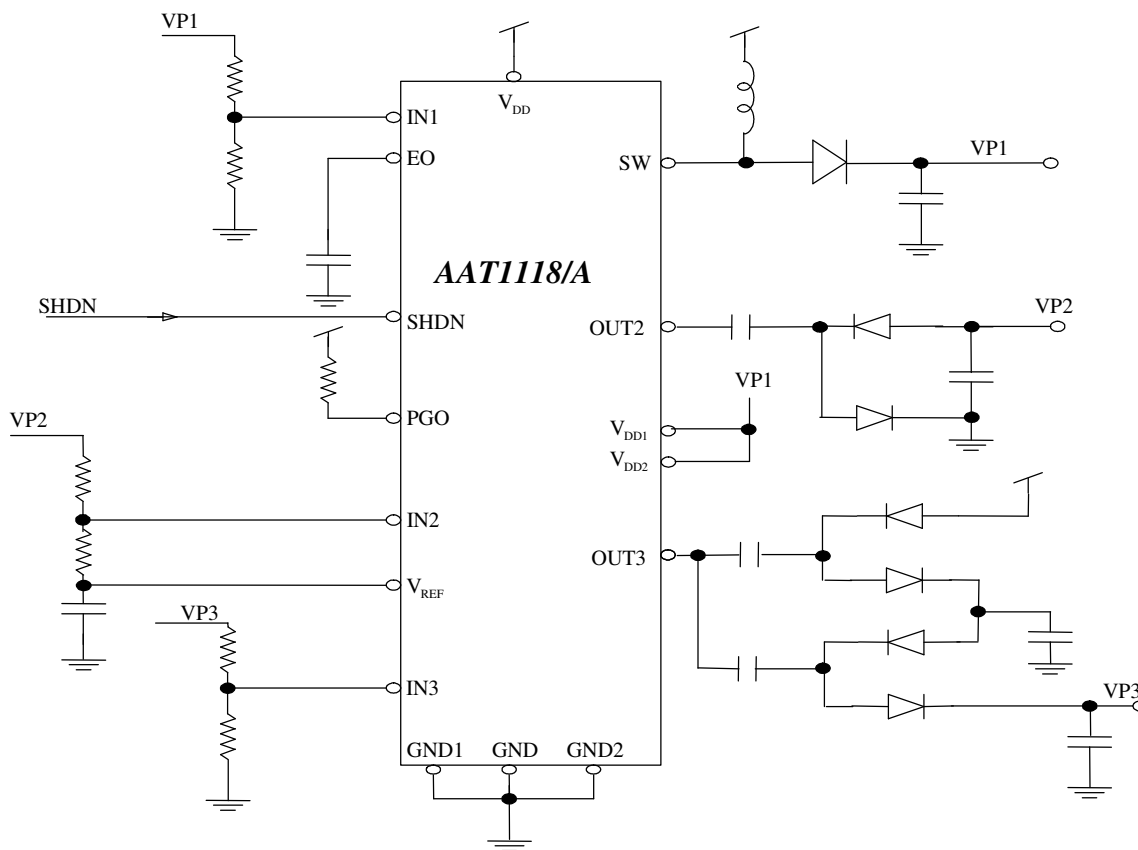 VP1
V_DD
IN1
EO
SW
VP1
AAT1118/A
SHDN
SHDN
OUT2
VP2
VP1
PGO
VP2
V_DD1
V_DD2
IN2
OUT3
V_REF
VP3
IN3
VP3
GND1
GND
GND2